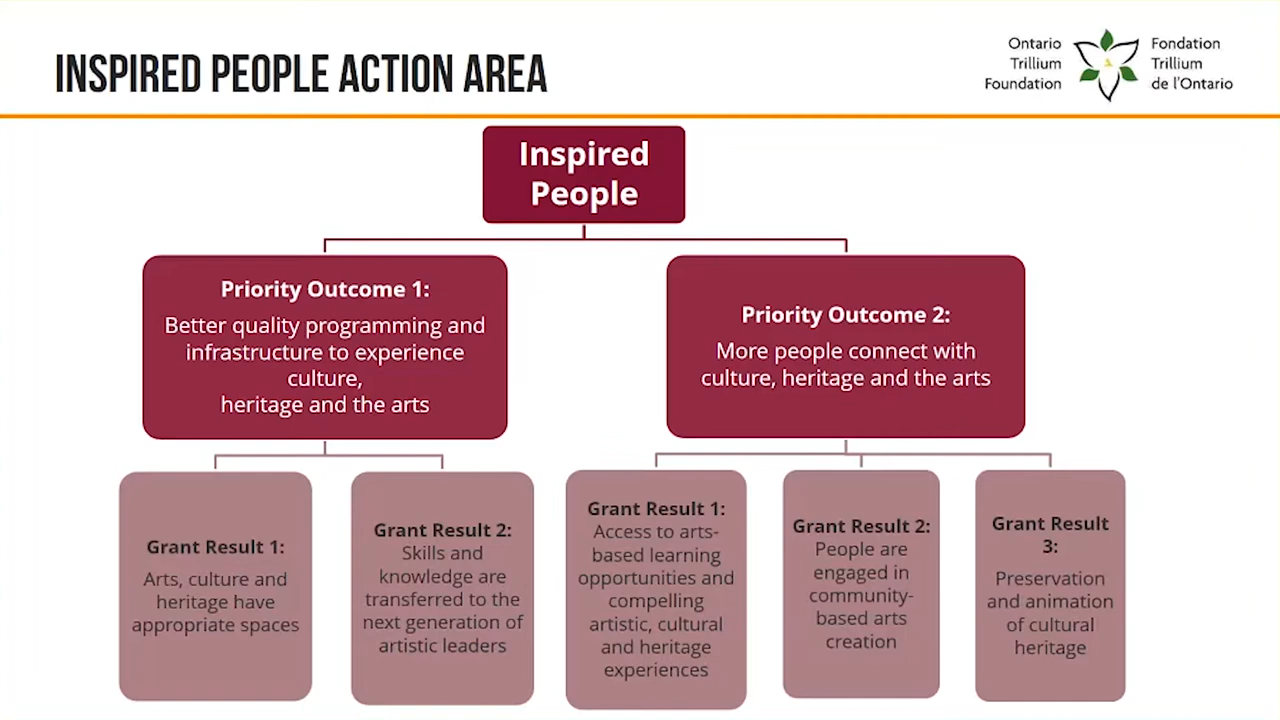 INSPIRED PEOPLE ACTION AREA
Ontario
Trillium
Foundation
Fondation
Trillium
de l'Ontario
Inspired
People
Priority Outcome 1:
Better quality programming and
infrastructure to experience
culture,
heritage and the arts
Priority Outcome 2:
More people connect with
culture, heritage and the arts
Grant Result 1:
Arts, culture and
heritage have
appropriate spaces
Grant Result 2:
Skills and
knowledge are
transferred to the
next generation of
artistic leaders
Grant Result 1:
Access to arts-
based learning
opportunities and
compelling
artistic, cultural
and heritage
experiences
Grant Result 2:
People are
engaged in
community-
based arts
creation
Grant Result
3:
Preservation
and animation
of cultural
heritage